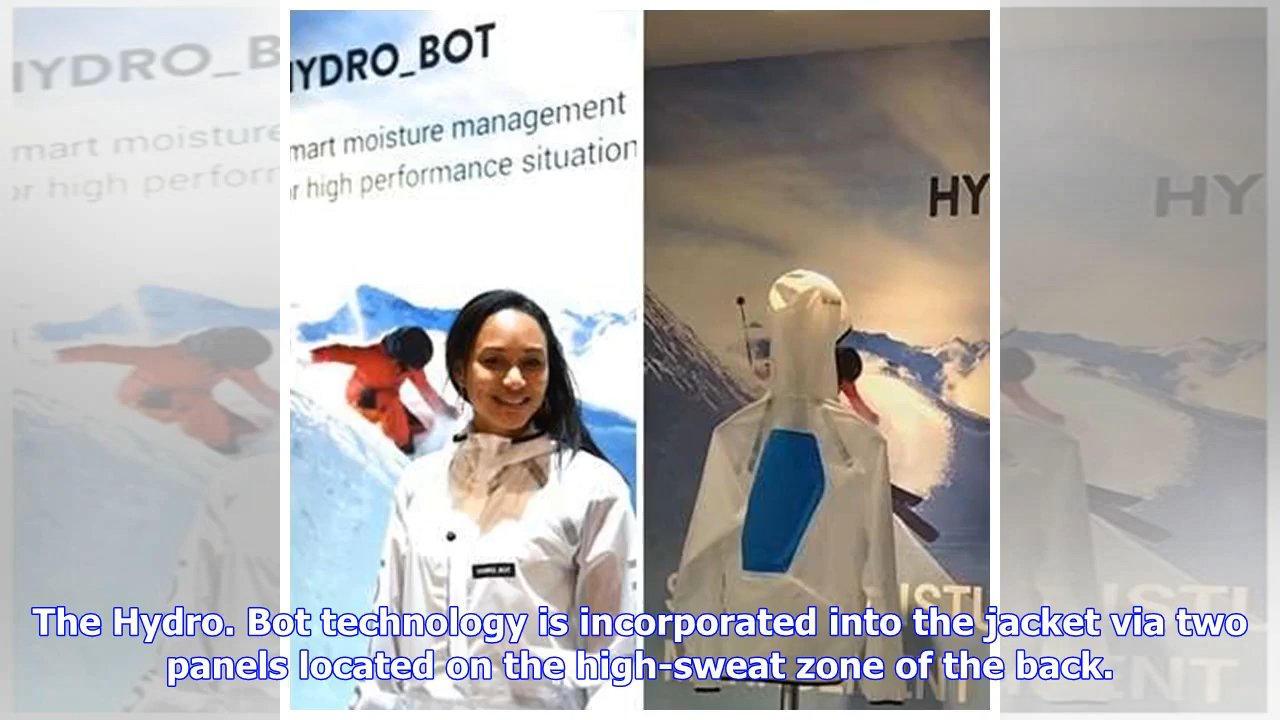 HYDRO_BOT
mart moisture management
r high performance situation
HY
HYDRO_BOT
The Hydro. Bot technology is incorporated into the jacket via two
panels located on the high-sweat zone of the back.